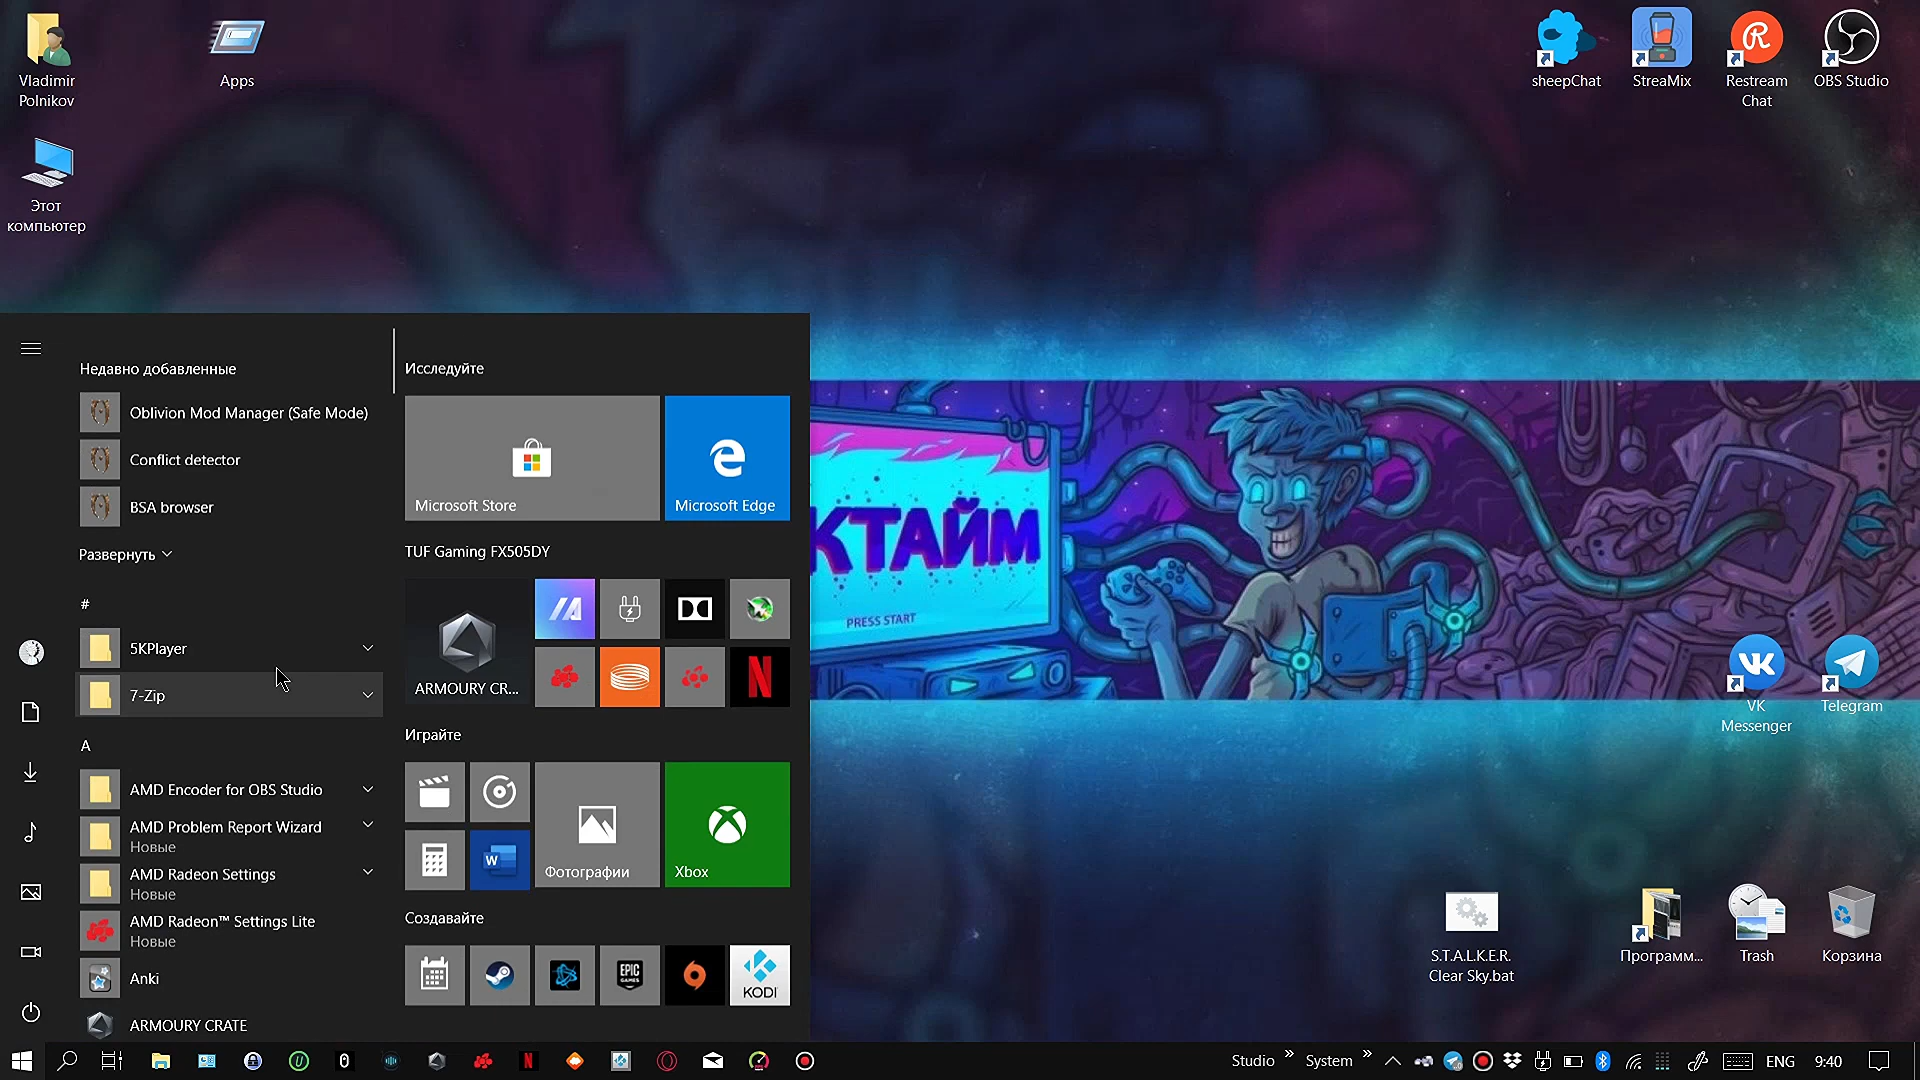 Vladimir
Polnikov
Apps
Этот
компьютер
sheepChat
StreaMix
Restream
Chat
OBS Studio
Недавно добавленные
Oblivion Mod Manager (Safe Mode)
Conflict detector
BSA browser
Развернуть
#
5KPlayer
7-Zip
A
AMD Encoder for OBS Studio
AMD Problem Report Wizard
Новые
AMD Radeon Settings
Новые
AMD Radeon™ Settings Lite
Новые
Anki
ARMOURY CRATE
Исследуйте
Microsoft Store
Microsoft Edge
TUF Gaming FX505DY
ARMOURY CR...
Играйте
W
Фотографии
Xbox
Создавайте
EPIC
GAMES
KODI
КТАЙМ
PRESS START
VK
Messenger
Telegram
S.T.A.L.K.E.R.
Clear Sky.bat
Программ...
Trash
Корзина
Studio
System
ENG
9:40